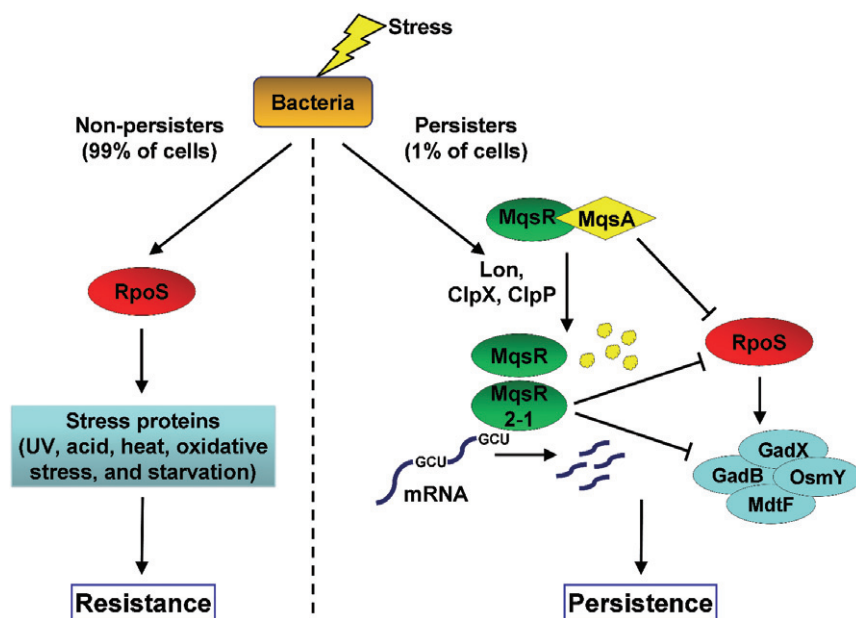 Stress
Bacteria
Non-persisters
(99% of cells)
Persisters
(1% of cells)
MqsR
MqsA
Lon,
ClpX, ClpP
RpoS
RpoS
MqsR
MqsR
2-1
Stress proteins
(UV, acid, heat, oxidative
stress, and starvation)
GCU
GCU
mRNA
GadX
GadB
OsmY
MdtF
Resistance
Persistence